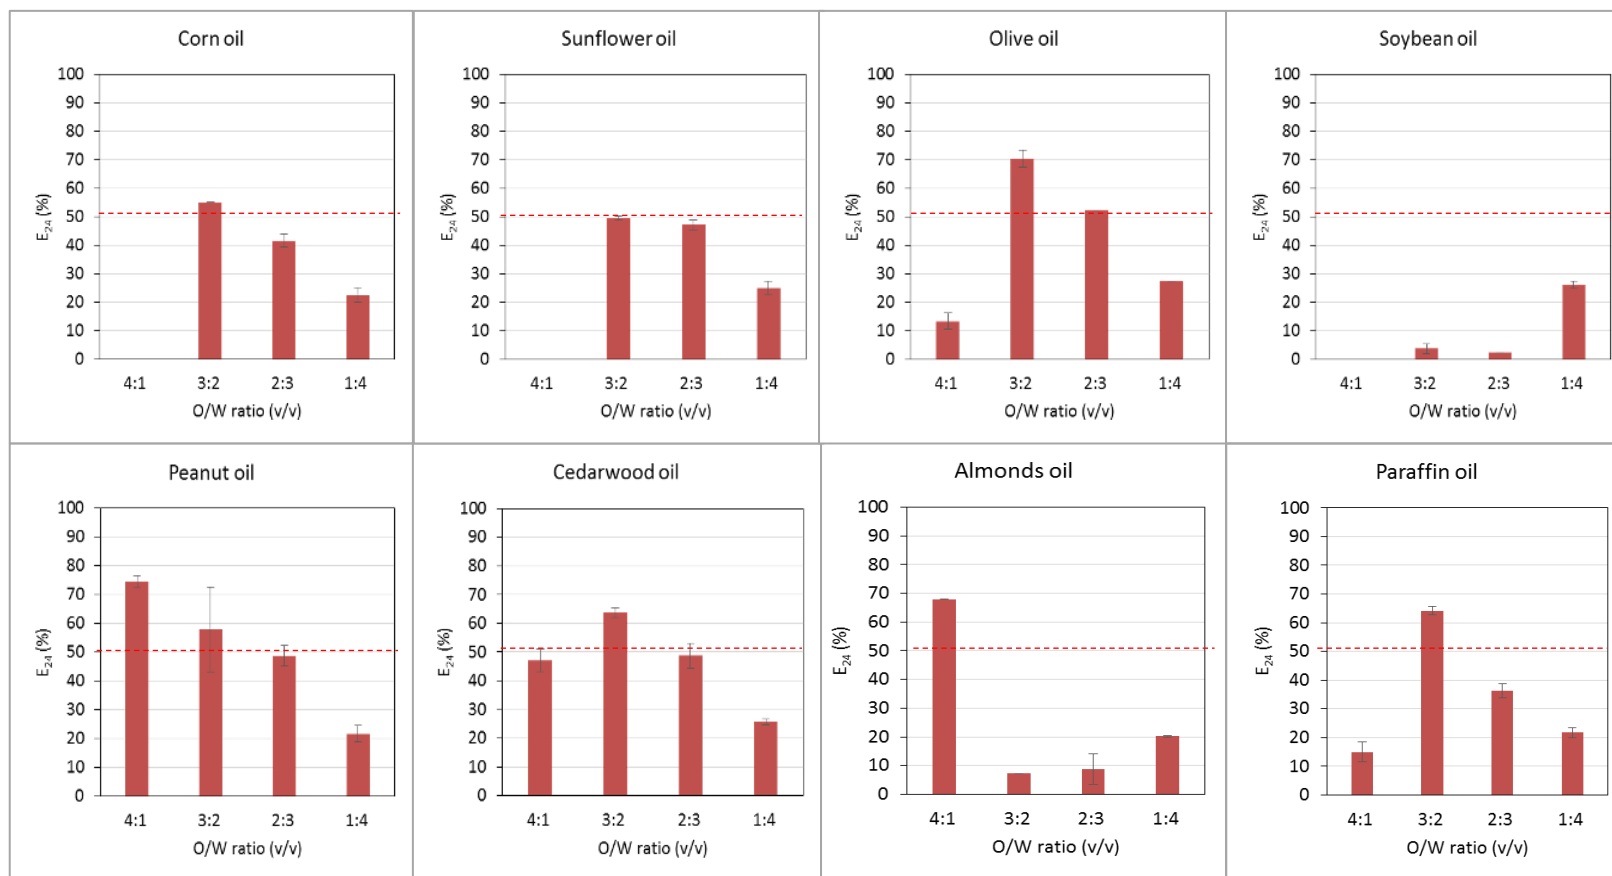 Corn oil
E24 (%)
100
90
80
70
60
50
40
30
20
10
0
4:1 3:2 2:3 1:4
O/W ratio (v/v)
Sunflower oil
E24 (%)
100
90
80
70
60
50
40
30
20
10
0
4:1 3:2 2:3 1:4
O/W ratio (v/v)
Olive oil
E24 (%)
100
90
80
70
60
50
40
30
20
10
0
4:1 3:2 2:3 1:4
O/W ratio (v/v)
Soybean oil
E24 (%)
100
90
80
70
60
50
40
30
20
10
0
4:1 3:2 2:3 1:4
O/W ratio (v/v)
Peanut oil
E24 (%)
100
90
80
70
60
50
40
30
20
10
0
4:1 3:2 2:3 1:4
O/W ratio (v/v)
Cedarwood oil
E24 (%)
100
90
80
70
60
50
40
30
20
10
0
4:1 3:2 2:3 1:4
O/W ratio (v/v)
Almonds oil
E24 (%)
100
90
80
70
60
50
40
30
20
10
0
4:1 3:2 2:3 1:4
O/W ratio (v/v)
Paraffin oil
E24 (%)
100
90
80
70
60
50
40
30
20
10
0
4:1 3:2 2:3 1:4
O/W ratio (v/v)